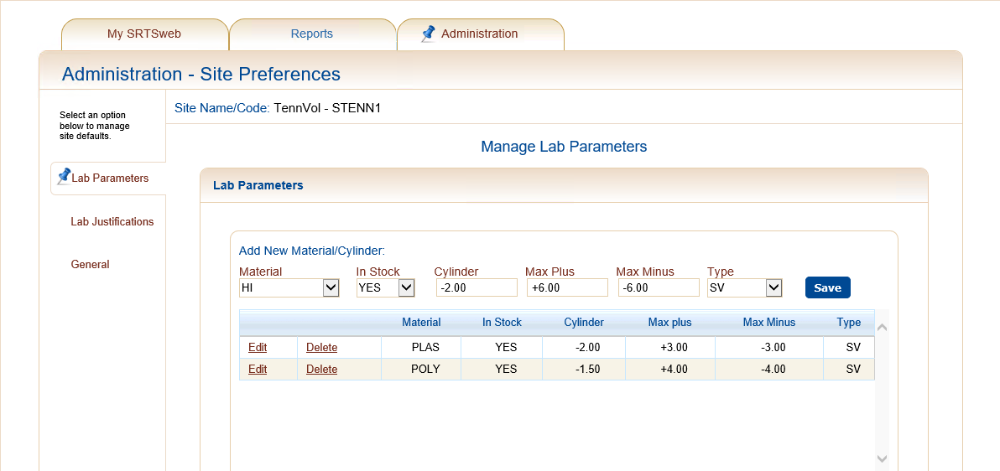 My SRTSweb Reports Administration
Administration - Site Preferences
Select an option
below to manage
site defaults.
Lab Parameters
Lab Justifications
General
Site Name/Code: TennVol - STENN1
Manage Lab Parameters
Lab Parameters
Add New Material/Cylinder:
Material In Stock Cylinder Max Plus Max Minus Type
HI YES -2.00 +6.00 -6.00 SV Save
Material In Stock Cylinder Max plus Max Minus Type
Edit Delete PLAS YES -2.00 +3.00 -3.00 SV
Edit Delete POLY YES -1.50 +4.00 -4.00 SV